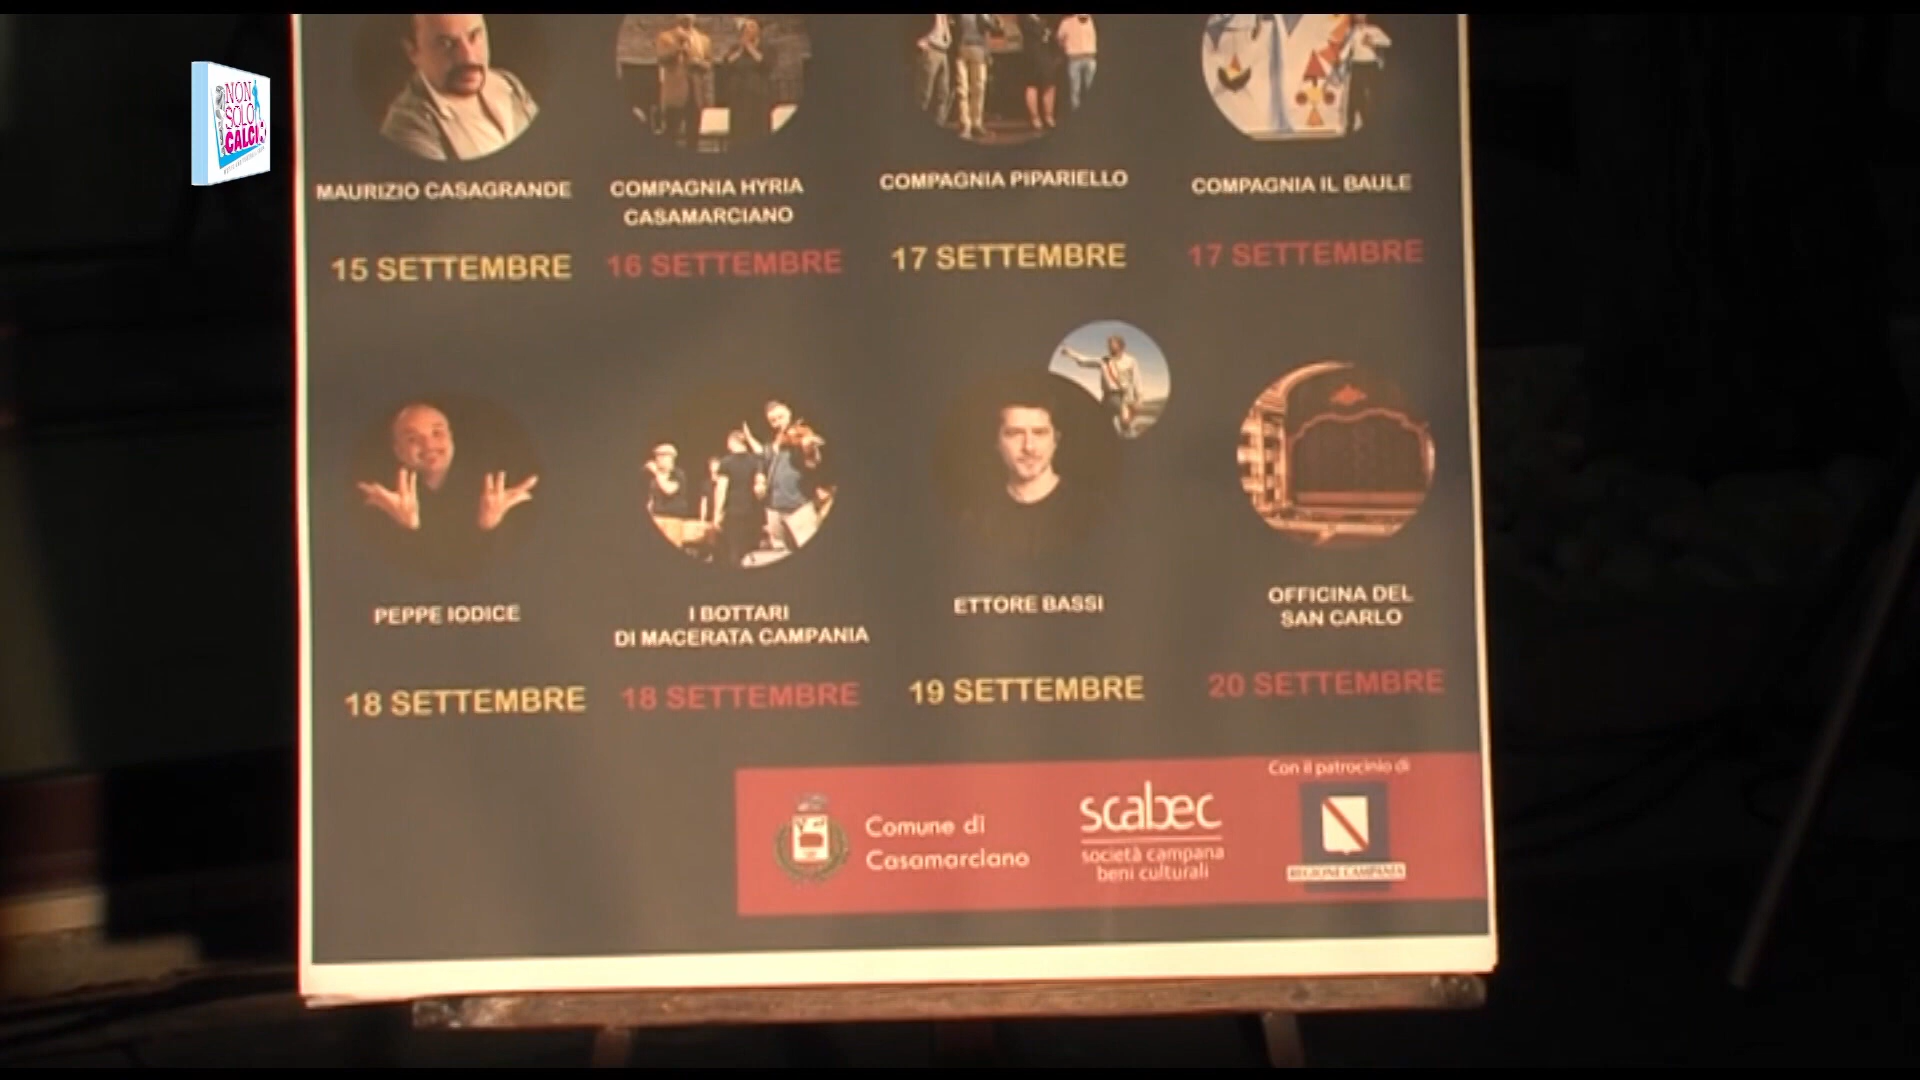 NON
SOLO
CALCIO
MAURIZIO CASAGRANDE
15 SETTEMBRE
COMPAGNIA HYRIA
CASAMARCIANO
16 SETTEMBRE
COMPAGNIA PIPARIELLO
17 SETTEMBRE
COMPAGNIA IL BAULE
17 SETTEMBRE
PEPPE IODICE
18 SETTEMBRE
I BOTTARI
DI MACERATA CAMPANIA
18 SETTEMBRE
ETTORE BASSI
19 SETTEMBRE
OFFICINA DEL
SAN CARLO
20 SETTEMBRE
Comune di
Casamarciano
scabec
società campana
beni culturali
Con il patrocinio di
REGIONE CAMPANIA